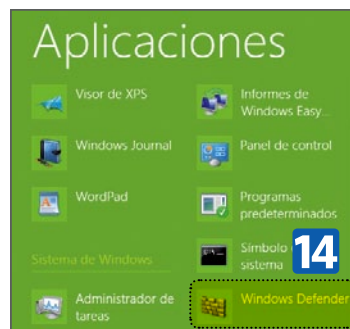 Aplicaciones
Visor de XPS
Windows Journal
WordPad
Sistema de Windows
Administrador de
tareas
Informes de
Windows Easy...
Panel de control
Programas
predeterminados
Símbolo
sistema
14
Windows Defender